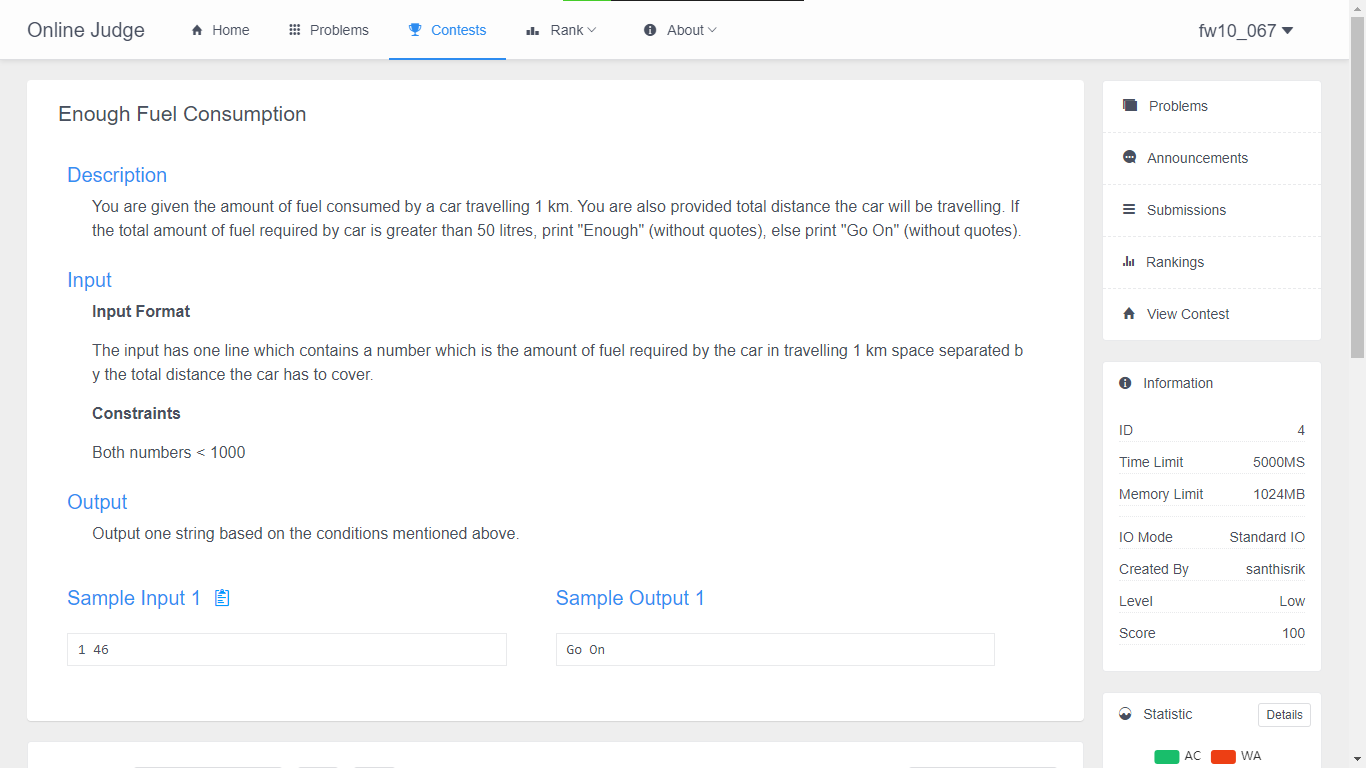 Online Judge
Home
Problems
Contests
Rank
About
fw10_067
Enough Fuel Consumption
Description
You are given the amount of fuel consumed by a car travelling 1 km. You are also provided total distance the car will be travelling. If
the total amount of fuel required by car is greater than 50 litres, print "Enough" (without quotes), else print "Go On" (without quotes).
Input
Input Format
The input has one line which contains a number which is the amount of fuel required by the car in travelling 1 km space separated b
y the total distance the car has to cover.
Constraints
Both numbers < 1000
Output
Output one string based on the conditions mentioned above.
Sample Input 1
1 46
Sample Output 1
Go On
Problems
Announcements
Submissions
Rankings
View Contest
Information
ID 4
Time Limit 5000MS
Memory Limit 1024MB
IO Mode Standard IO
Created By santhisrik
Level Low
Score 100
Statistic Details
AC WA